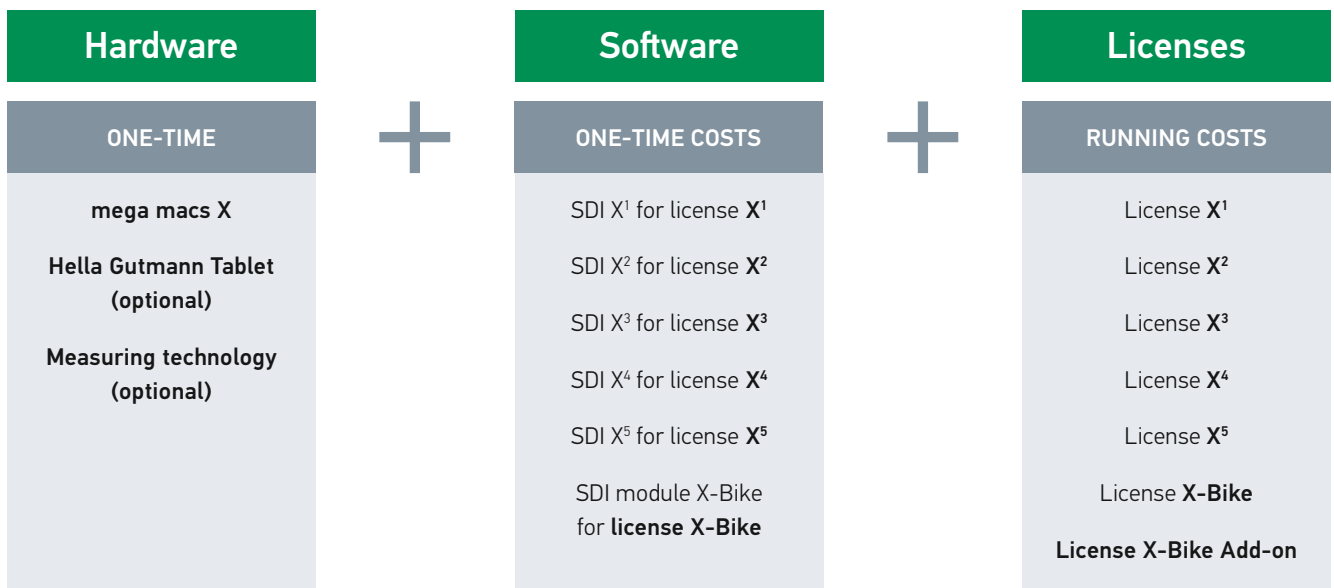 Hardware
ONE-TIME
mega macs X
Hella Gutmann Tablet
(optional)
Measuring technology
(optional)
+
Software
ONE-TIME COSTS
SDI X¹ for license X¹
SDI X² for license X²
SDI X³ for license X³
SDI X⁴ for license X⁴
SDI X⁵ for license X⁵
SDI module X-Bike
for license X-Bike
+
Licenses
RUNNING COSTS
License X¹
License X²
License X³
License X⁴
License X⁵
License X-Bike
License X-Bike Add-on